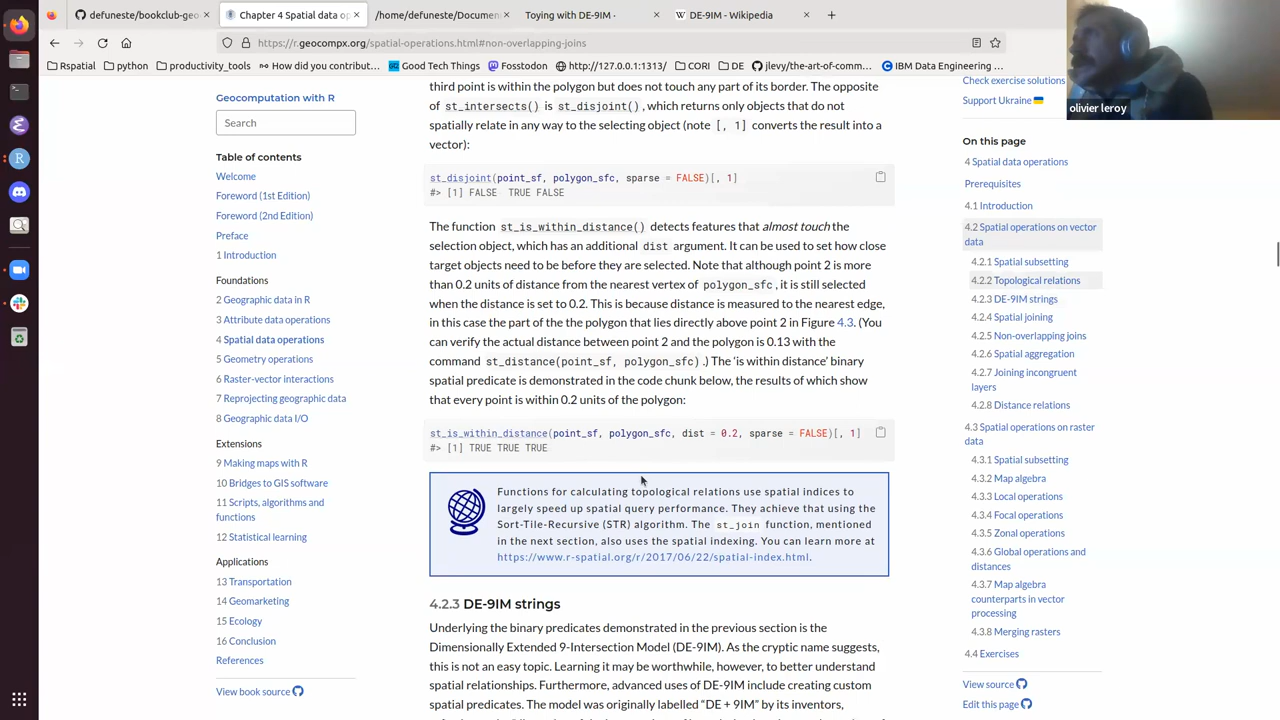 defuneste/bookclub-geo
Chapter 4 Spatial data op
/home/defuneste/Documen
Toying with DE-9IM ·
DE-9IM - Wikipedia
https://r.geocompx.org/spatial-operations.html#non-overlapping-joins
Rspatial
python
productivity_tools
How did you contribut…
Good Tech Things
Fosstodon
http://127.0.0.1:1313/
CORI
DE
jlevy/the-art-of-comm…
IBM Data Engineering …
olivier leroy
Geocomputation with R
Search
Table of contents
Welcome
Foreword (1st Edition)
Foreword (2nd Edition)
Preface
1 Introduction
Foundations
2 Geographic data in R
3 Attribute data operations
4 Spatial data operations
5 Geometry operations
6 Raster-vector interactions
7 Reprojecting geographic data
8 Geographic data I/O
Extensions
9 Making maps with R
10 Bridges to GIS software
11 Scripts, algorithms and
functions
12 Statistical learning
Applications
13 Transportation
14 Geomarketing
15 Ecology
16 Conclusion
References
View book source
third point is within the polygon but does not touch any part of its border. The opposite
of st_intersects() is st_disjoint(), which returns only objects that do not
spatially relate in any way to the selecting object (note [, 1] converts the result into a
vector):
st_disjoint(point_sf, polygon_sfc, sparse = FALSE)[, 1]
#> [1] FALSE  TRUE FALSE
The function st_is_within_distance() detects features that almost touch the
selection object, which has an additional dist argument. It can be used to set how close
target objects need to be before they are selected. Note that although point 2 is more
than 0.2 units of distance from the nearest vertex of polygon_sfc, it is still selected
when the distance is set to 0.2. This is because distance is measured to the nearest edge,
in this case the part of the the polygon that lies directly above point 2 in Figure 4.3. (You
can verify the actual distance between point 2 and the polygon is 0.13 with the
command st_distance(point_sf, polygon_sfc).) The 'is within distance' binary
spatial predicate is demonstrated in the code chunk below, the results of which show
that every point is within 0.2 units of the polygon:
st_is_within_distance(point_sf, polygon_sfc, dist = 0.2, sparse = FALSE)[, 1]
#> [1] TRUE TRUE TRUE
Functions for calculating topological relations use spatial indices to
largely speed up spatial query performance. They achieve that using the
Sort-Tile-Recursive (STR) algorithm. The st_join function, mentioned
in the next section, also uses the spatial indexing. You can learn more at
https://www.r-spatial.org/r/2017/06/22/spatial-index.html.
4.2.3 DE-9IM strings
Underlying the binary predicates demonstrated in the previous section is the
Dimensionally Extended 9-Intersection Model (DE-9IM). As the cryptic name suggests,
this is not an easy topic. Learning it may be worthwhile, however, to better understand
spatial relationships. Furthermore, advanced uses of DE-9IM include creating custom
spatial predicates. The model was originally labelled "DE + 9IM" by its inventors,
Check exercise solutions
Support Ukraine
On this page
4 Spatial data operations
Prerequisites
4.1 Introduction
4.2 Spatial operations on vector
data
4.2.1 Spatial subsetting
4.2.2 Topological relations
4.2.3 DE-9IM strings
4.2.4 Spatial joining
4.2.5 Non-overlapping joins
4.2.6 Spatial aggregation
4.2.7 Joining incongruent
layers
4.2.8 Distance relations
4.3 Spatial operations on raster
data
4.3.1 Spatial subsetting
4.3.2 Map algebra
4.3.3 Local operations
4.3.4 Focal operations
4.3.5 Zonal operations
4.3.6 Global operations and
distances
4.3.7 Map algebra
counterparts in vector
processing
4.3.8 Merging rasters
4.4 Exercises
View source
Edit this page